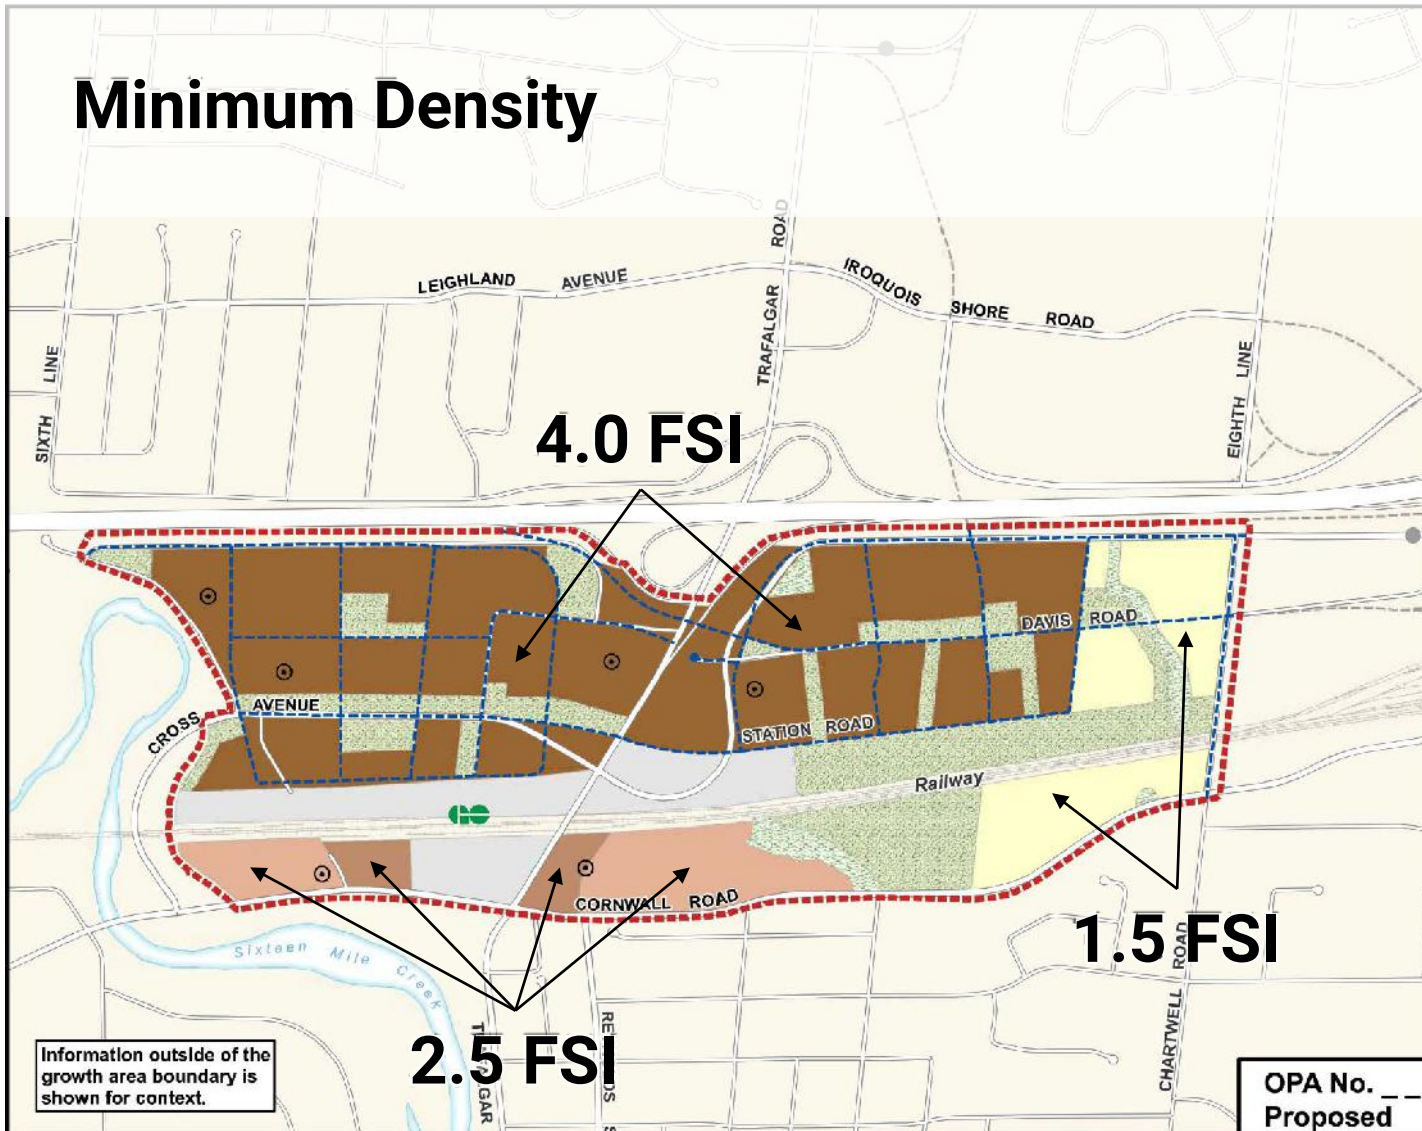 Minimum Density
ROAD
LEIGHLAND AVENUE
IROQUOIS SHORE ROAD
TRAFALGAR
SIXTH LINE
EIGHTH LINE
4.0 FSI
DAVIS ROAD
CROSS AVENUE
STATION ROAD
Railway
GO
CORNWALL ROAD
1.5 FSI
Sixteen Mile Creek
CHARTWELL ROAD
2.5 FSI
Information outside of the
growth area boundary is
shown for context.
OPA No. _ _
Proposed